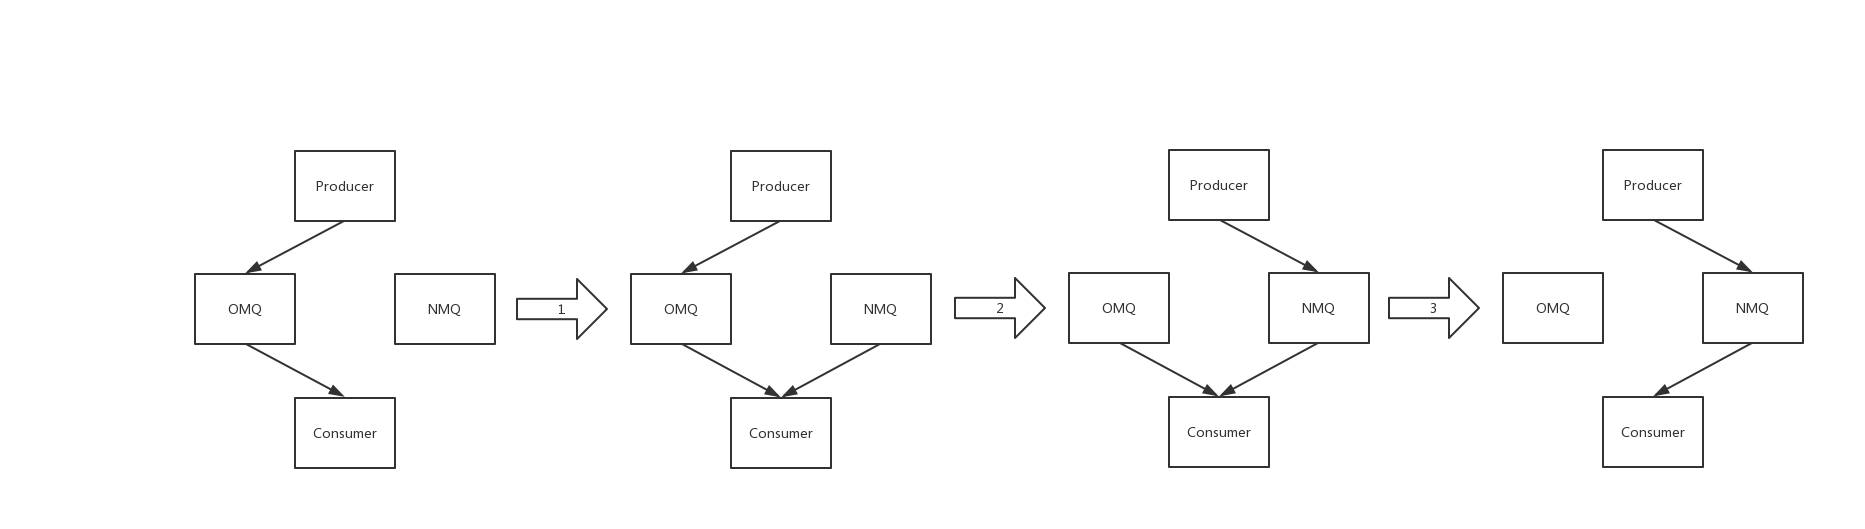 Producer
OMQ
NMQ
Consumer
1
Producer
OMQ
NMQ
Consumer
2
Producer
OMQ
NMQ
Consumer
3
Producer
OMQ
NMQ
Consumer